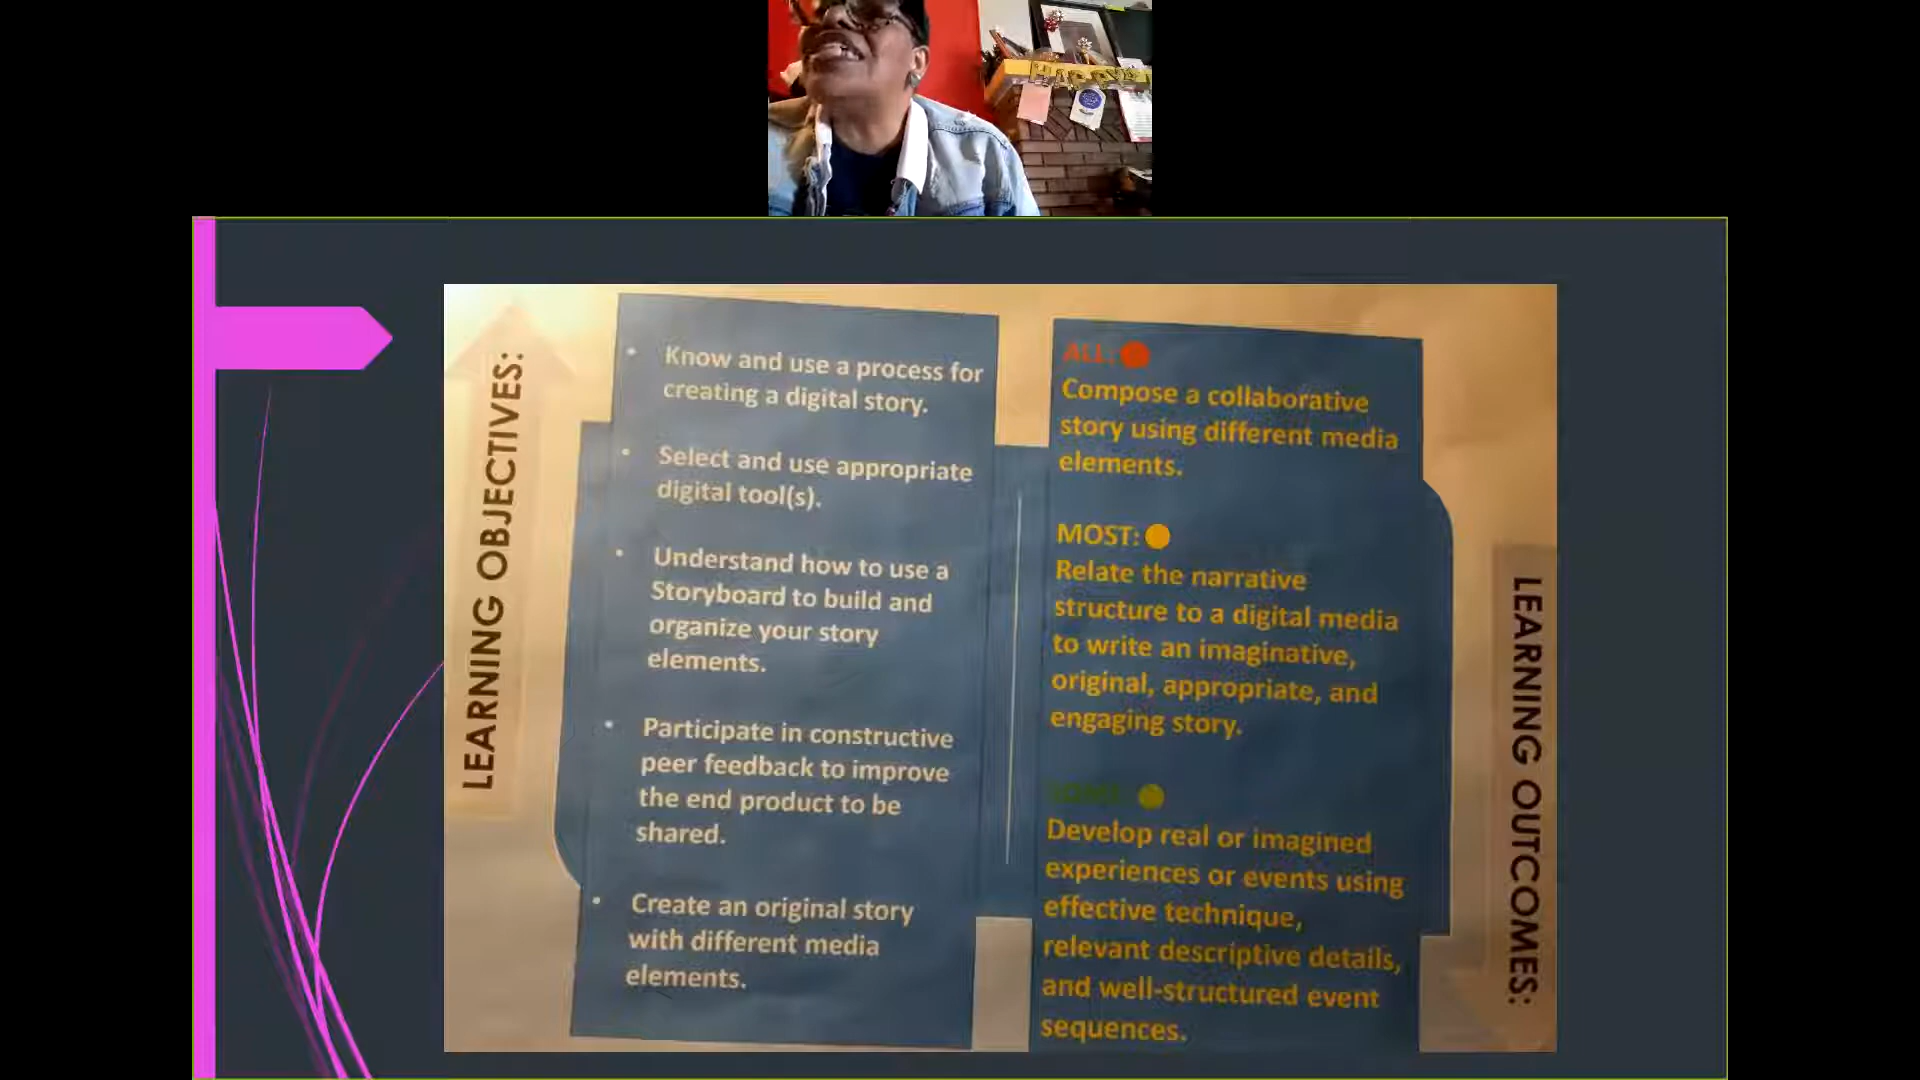 LEARNING OBJECTIVES:
• Know and use a process for
creating a digital story.
• Select and use appropriate
digital tool(s).
• Understand how to use a
Storyboard to build and
organize your story
elements.
• Participate in constructive
peer feedback to improve
the end product to be
shared.
• Create an original story
with different media
elements.
ALL:
Compose a collaborative
story using different media
elements.
MOST:
Relate the narrative
structure to a digital media
to write an imaginative,
original, appropriate, and
engaging story.
SOME:
Develop real or imagined
experiences or events using
effective technique,
relevant descriptive details,
and well-structured event
sequences.
LEARNING OUTCOMES: